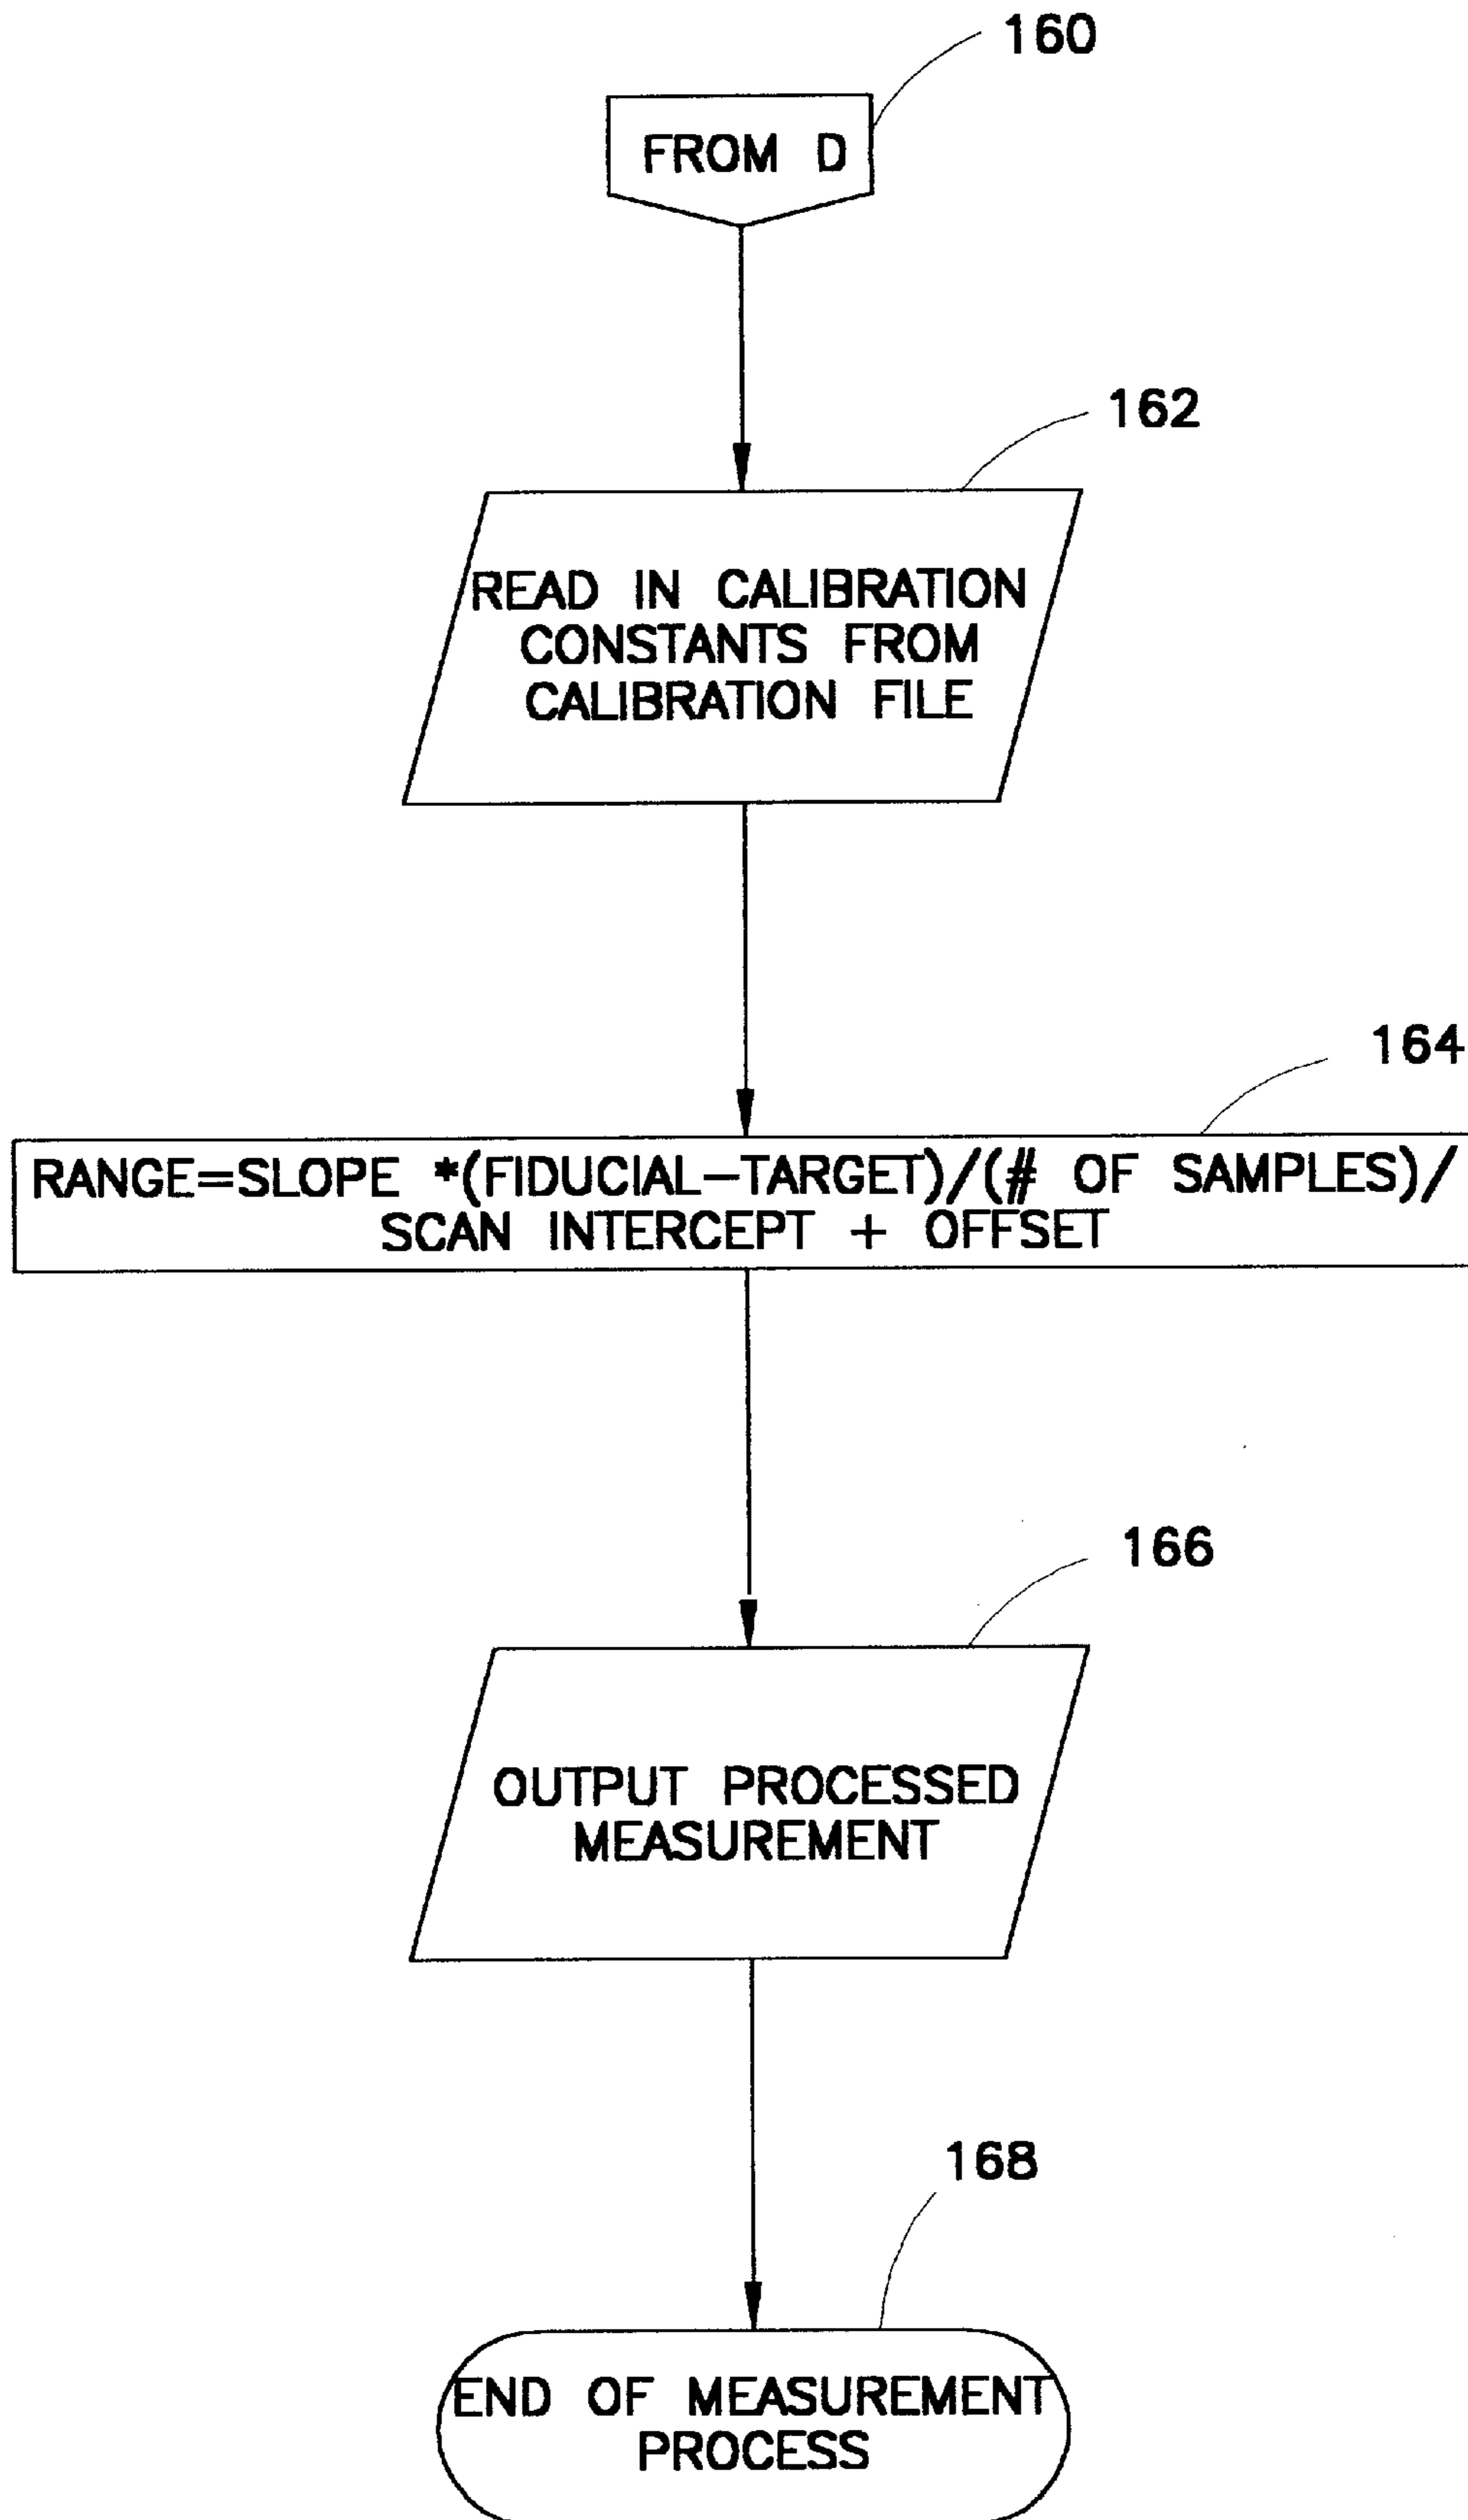 160
FROM D
162
READ IN CALIBRATION
CONSTANTS FROM
CALIBRATION FILE
164
RANGE=SLOPE *(FIDUCIAL-TARGET)/(# OF SAMPLES)/
SCAN INTERCEPT + OFFSET
166
OUTPUT PROCESSED
MEASUREMENT
168
END OF MEASUREMENT
PROCESS